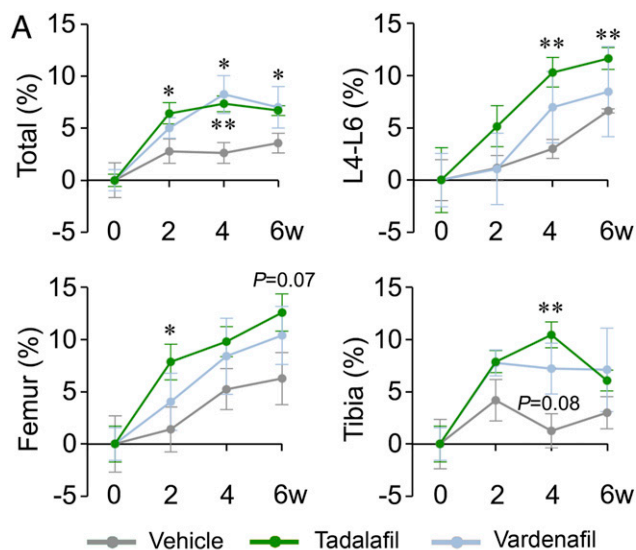 A
Total (%)
15
10
5
0
-5
* * *
**
0 2 4 6w
L4-L6 (%)
15
10
5
0
-5
** **
0 2 4 6w
Femur (%)
15
10
5
0
-5
*
P=0.07
0 2 4 6w
Tibia (%)
15
10
5
0
-5
**
P=0.08
0 2 4 6w
Vehicle Tadalafil Vardenafil